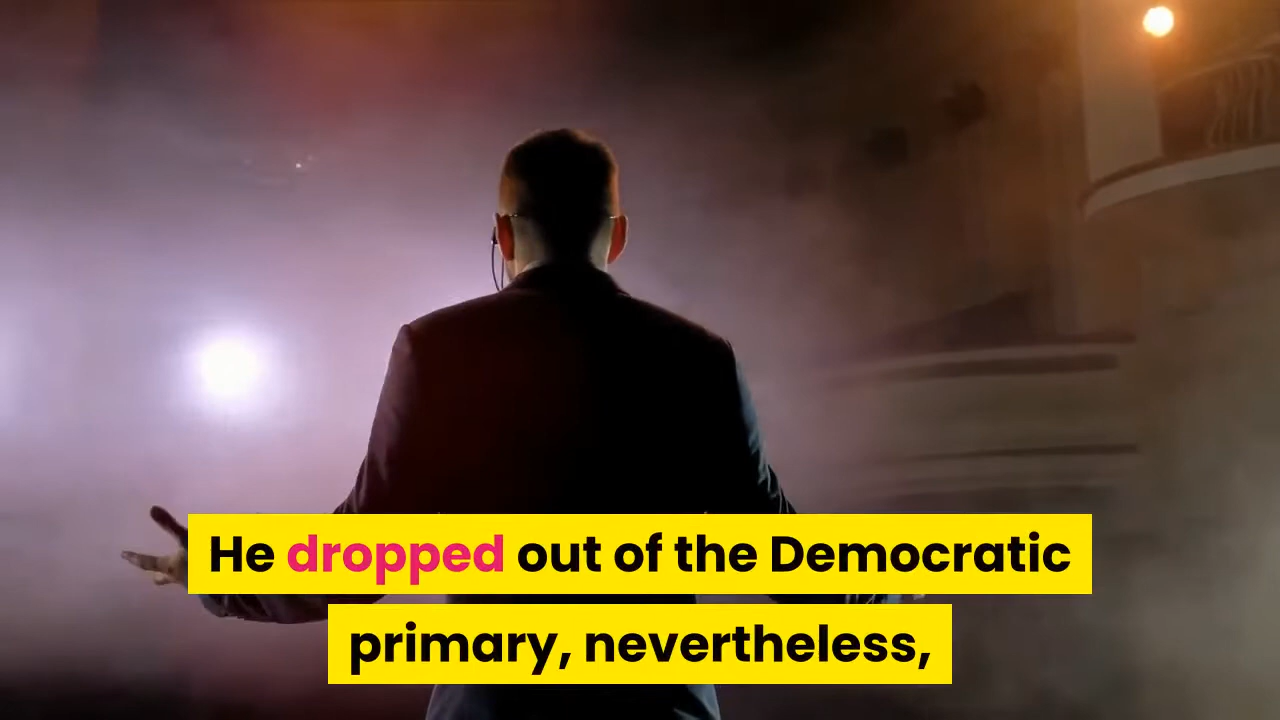 He dropped out of the Democratic
primary, nevertheless,